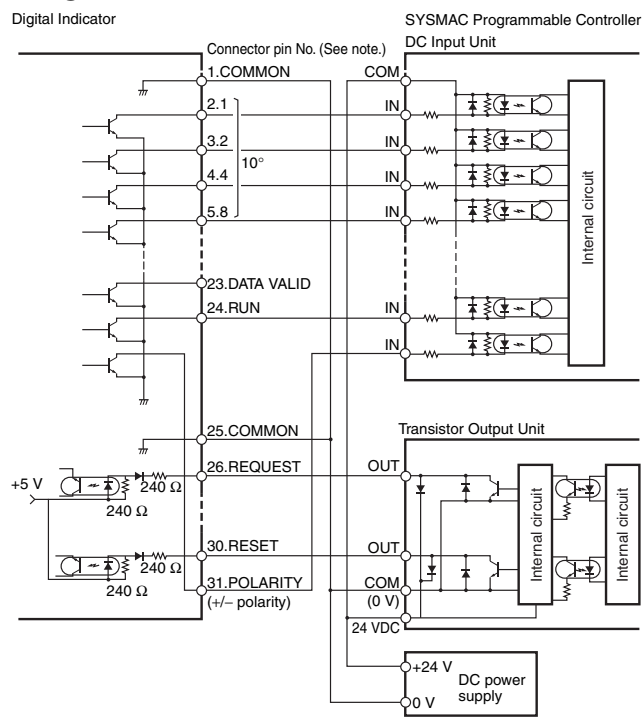 Digital Indicator
SYSMAC Programmable Controller
DC Input Unit
Connector pin No. (See note.)
1.COMMON
COM
2.1
IN
3.2
IN
10°
4.4
IN
5.8
IN
Internal circuit
23.DATA VALID
24.RUN
IN
IN
25.COMMON
Transistor Output Unit
26.REQUEST
OUT
+5 V
240 Ω
240 Ω
Internal circuit
Internal circuit
30.RESET
OUT
240 Ω
240 Ω
31.POLARITY
(+/− polarity)
COM
(0 V)
24 VDC
+24 V
DC power
supply
0 V